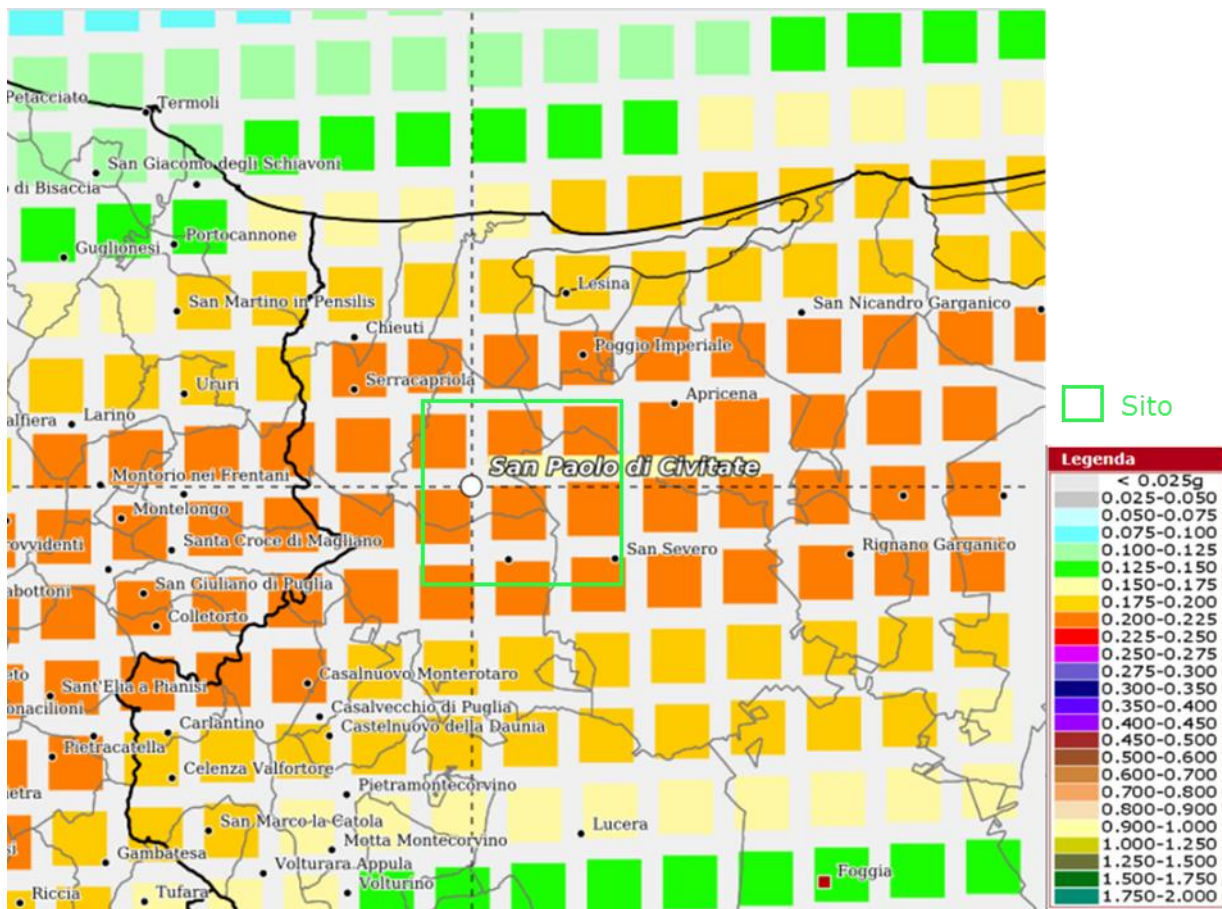 Petacciato
Termoli
San Giacomo degli Schiavoni
o di Bisaccia
Portocannone
Guglionesi
Lesina
San Martino in Pensilis
San Nicandro Garganico
Chieuti
Poggio Imperiale
Serracapriola
Ururi
Apricena
Larino
alfiera
Sito
San Paolo di Civitate
Montorio nei Frentani
Montelongo
rovvidenti
Santa Croce di Magliano
San Severo
Rignano Garganico
San Giuliano di Puglia
abottoni
Colletorto
eto
Casalnuovo Monterotaro
Sant'Elia a Pianisi
onacilioni
Casalvecchio di Puglia
Carlantino
Castelnuovo della Daunia
Pietracatella
Celenza Valfortore
Pietramontecorvino
ietra
San Marco la Catola
Lucera
Motta Montecorvino
si
Gambatesa
Volturara Appula
Foggia
Volturino
Riccia
Tufara
Legenda
< 0.025g
0.025-0.050
0.050-0.075
0.075-0.100
0.100-0.125
0.125-0.150
0.150-0.175
0.175-0.200
0.200-0.225
0.225-0.250
0.250-0.275
0.275-0.300
0.300-0.350
0.350-0.400
0.400-0.450
0.450-0.500
0.500-0.600
0.600-0.700
0.700-0.800
0.800-0.900
0.900-1.000
1.000-1.250
1.250-1.500
1.500-1.750
1.750-2.000